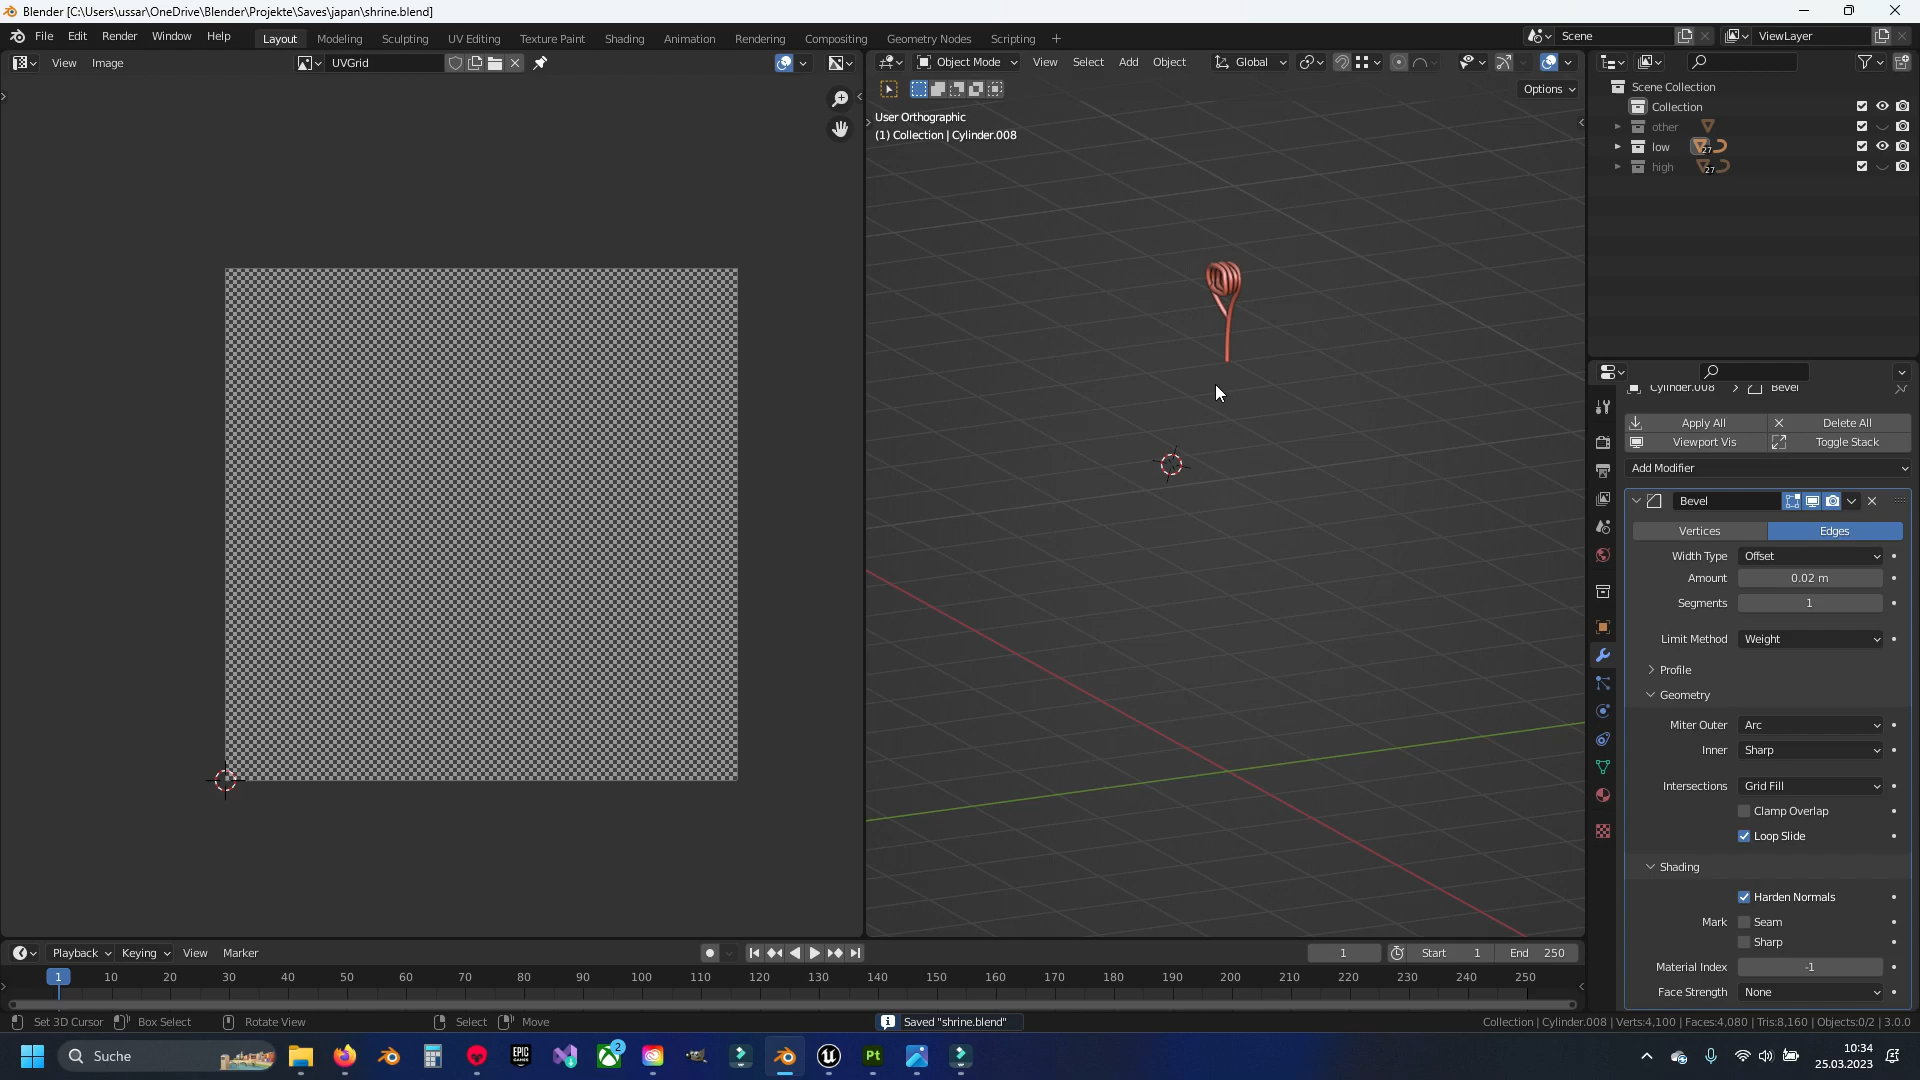 Blender [C:\Users\ussar\OneDrive\Blender\Projekte\Saves\japan\shrine.blend]
File Edit Render Window Help Layout Modeling Sculpting UV Editing Texture Paint Shading Animation Rendering Compositing Geometry Nodes Scripting + Scene ViewLayer
View Image UVGrid Object Mode View Select Add Object Global
Options
User Orthographic
(1) Collection | Cylinder.008
Scene Collection
Collection
other
low 27
high 27
Cylinder.008 > Bevel
Apply All Delete All
Viewport Vis Toggle Stack
Add Modifier
Bevel
Vertices Edges
Width Type Offset
Amount 0.02 m
Segments 1
Limit Method Weight
Profile
Geometry
Miter Outer Arc
Inner Sharp
Intersections Grid Fill
Clamp Overlap
Loop Slide
Shading
Harden Normals
Mark Seam
Sharp
Material Index -1
Face Strength None
Playback Keying View Marker 1 Start 1 End 250
1 10 20 30 40 50 60 70 80 90 100 110 120 130 140 150 160 170 180 190 200 210 220 230 240 250
Set 3D Cursor Box Select Rotate View Select Move Saved "shrine.blend" Collection | Cylinder.008 | Verts:4,100 | Faces:4,080 | Tris:8,160 | Objects:0/2 | 3.0.0
Suche EPIC GAMES 2 Pt
10:34
25.03.2023